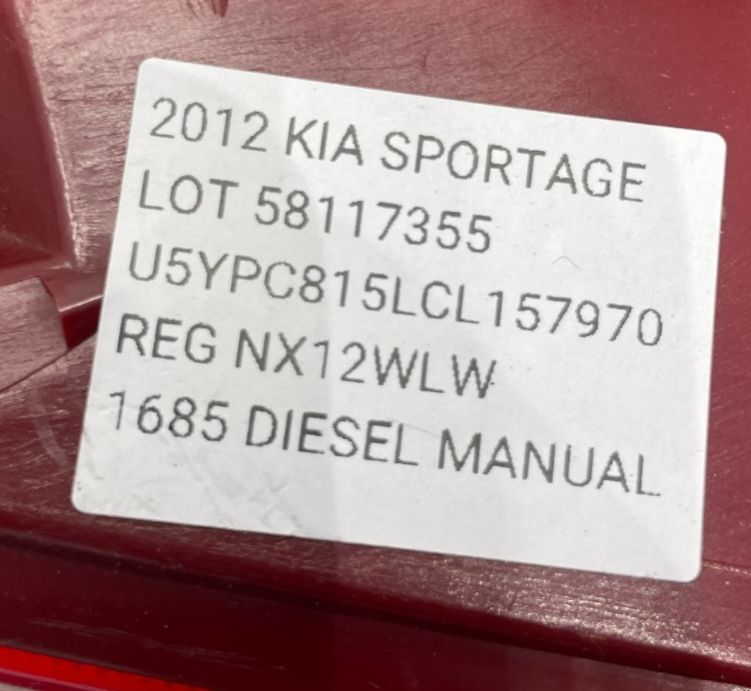 2012 KIA SPORTAGE
LOT 58117355
U5YPC815LCL157970
REG NX12WLW
1685 DIESEL MANUAL